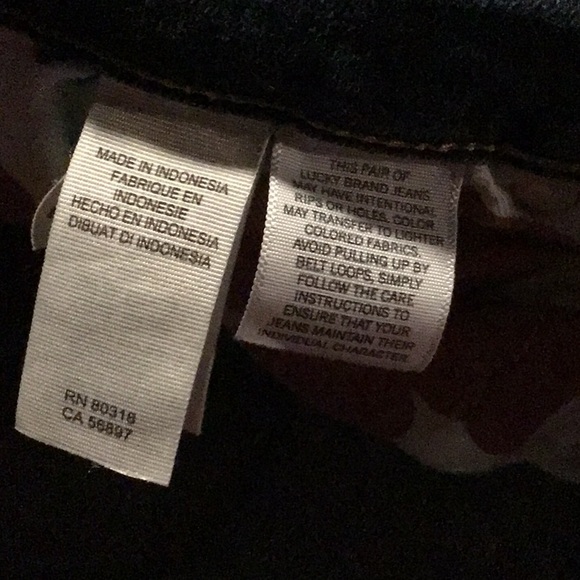 MADE IN INDONESIA
FABRIQUE EN
INDONESIE
HECHO EN INDONESIA
DIBUAT DI INDONESIA
RN 80318
CA 56897
THIS PAIR OF
LUCKY BRAND JEANS
MAY HAVE INTENTIONAL
RIPS OR HOLES. COLOR
MAY TRANSFER TO LIGHTER
COLORED FABRICS.
AVOID PULLING UP BY
BELT LOOPS, SIMPLY
FOLLOW THE CARE
INSTRUCTIONS TO
ENSURE THAT YOUR
JEANS MAINTAIN THEIR
INDIVIDUAL CHARACTER